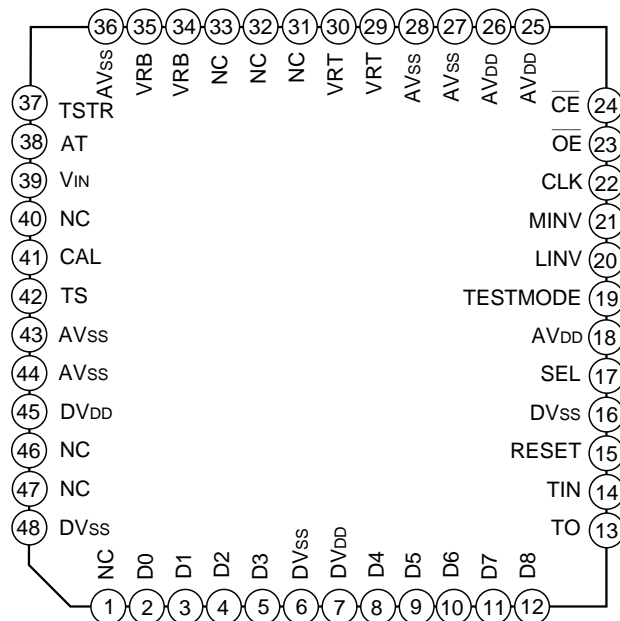 36 35 34 33 32 31 30 29 28 27 26 25
AVSS VRB VRB NC NC NC VRT VRT AVSS AVSS AVDD AVDD
37 TSTR
38 AT
39 VIN
40 NC
41 CAL
42 TS
43 AVSS
44 AVSS
45 DVDD
46 NC
47 NC
48 DVSS
CE 24
OE 23
CLK 22
MINV 21
LINV 20
TESTMODE 19
AVDD 18
SEL 17
DVSS 16
RESET 15
TIN 14
TO 13
NC D0 D1 D2 D3 DVSS DVDD D4 D5 D6 D7 D8
1 2 3 4 5 6 7 8 9 10 11 12